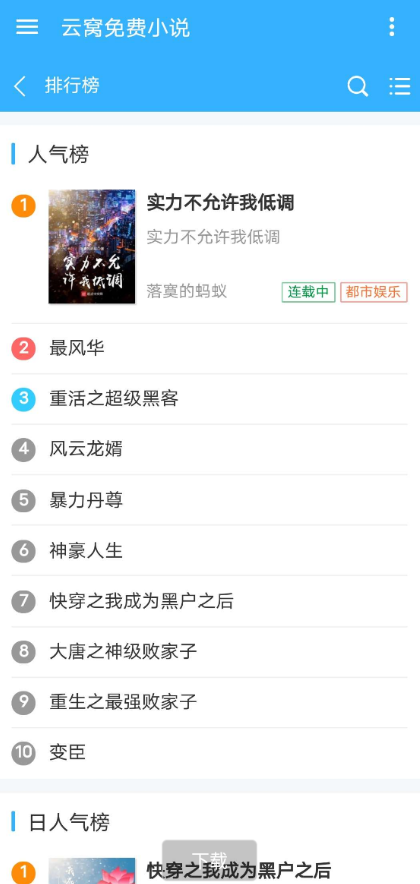 云窝免费小说
排行榜
人气榜
1
实力不允许我低调
实力不允许我低调
实力不允
许我低调
落寞的蚂蚁
连载中
都市娱乐
2 最风华
3 重活之超级黑客
4 风云龙婿
5 暴力丹尊
6 神豪人生
7 快穿之我成为黑户之后
8 大唐之神级败家子
9 重生之最强败家子
10 变臣
日人气榜
下载
1
快穿之我成为黑户之后